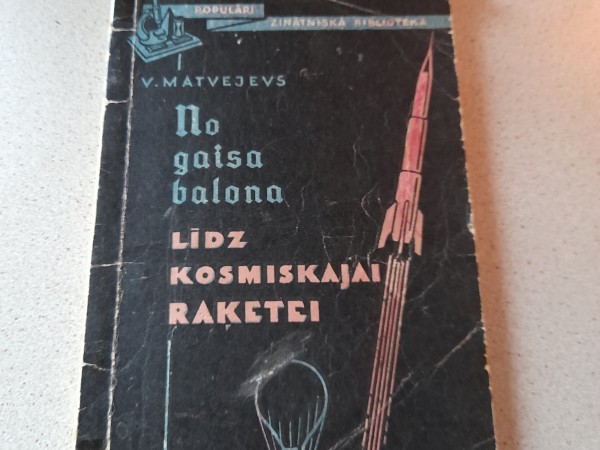 POPULĀRI
ZINĀTNISKĀ BIBLIOTĒKA
V. MATVEJEVS
No
gaisa
balona
LĪDZ
KOSMISKAJAI
RAKETEI